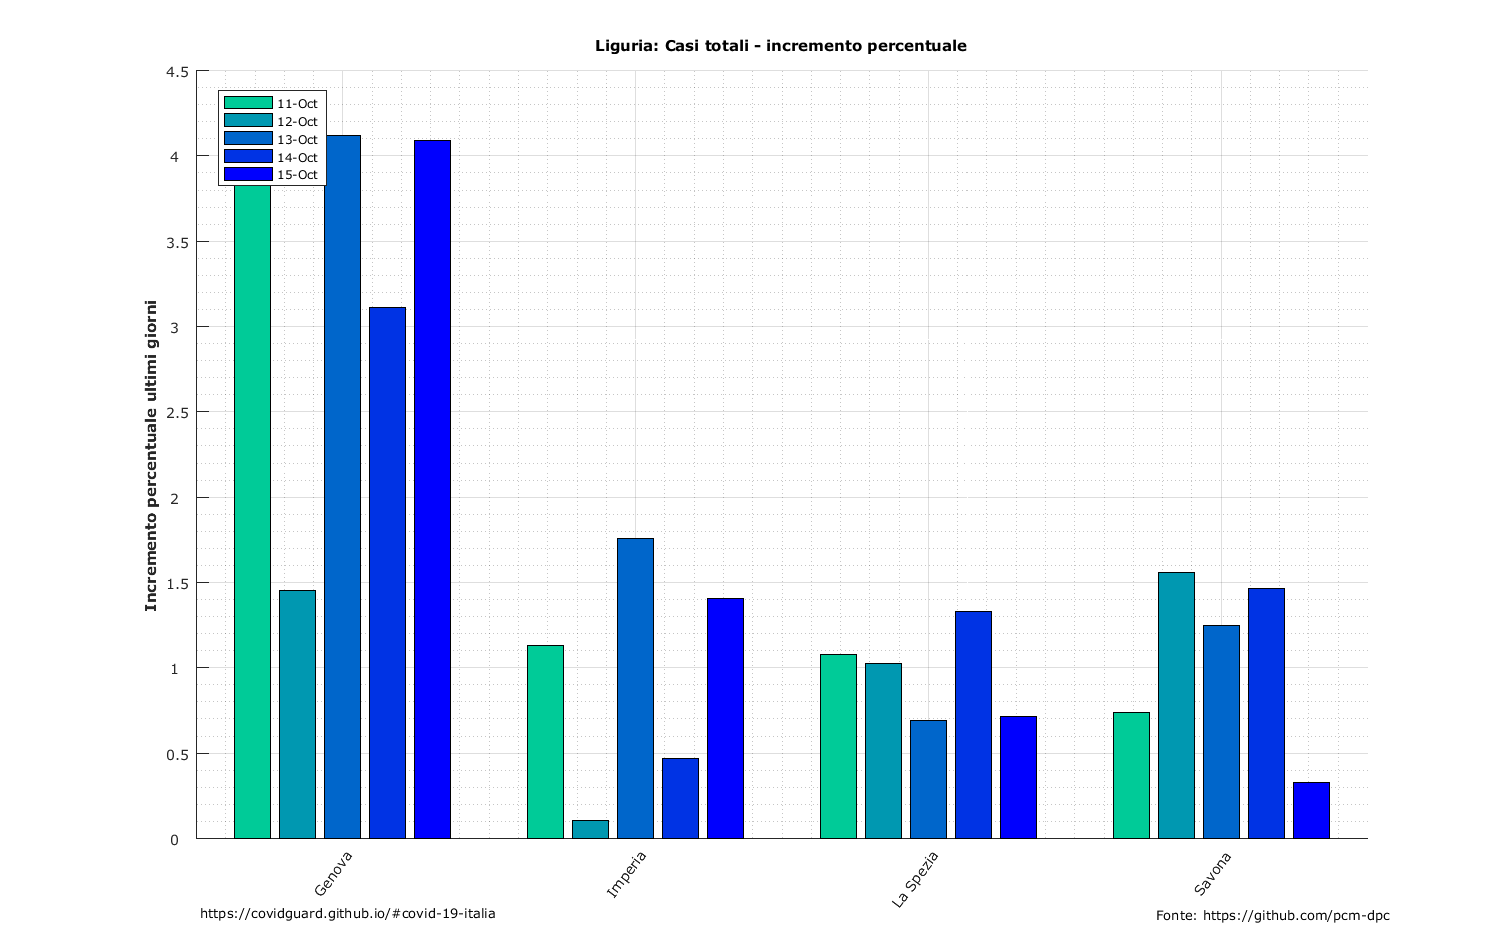 Liguria: Casi totali - incremento percentuale
4.5
4
3.5
3
2.5
2
1.5
1
0.5
0
Incremento percentuale ultimi giorni
11-Oct
12-Oct
13-Oct
14-Oct
15-Oct
Genova
Imperia
La Spezia
Savona
https://covidguard.github.io/#covid-19-italia
Fonte: https://github.com/pcm-dpc